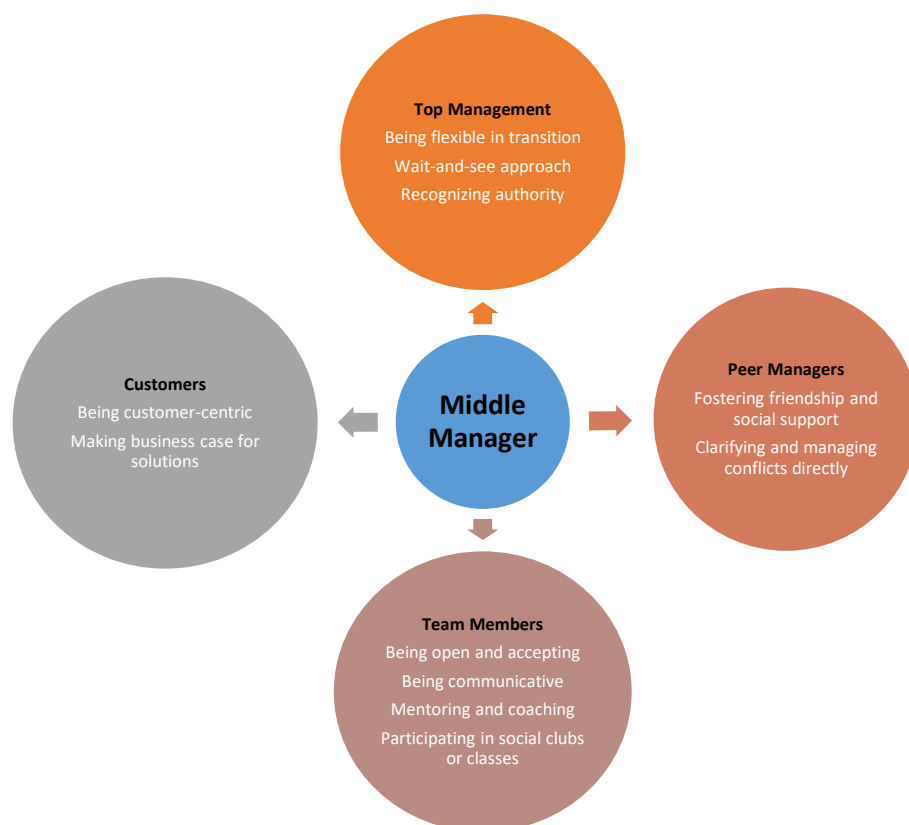 Top Management
Being flexible in transition
Wait-and-see approach
Recognizing authority
Customers
Being customer-centric
Making business case for
solutions
Middle
Manager
Peer Managers
Fostering friendship and
social support
Clarifying and managing
conflicts directly
Team Members
Being open and accepting
Being communicative
Mentoring and coaching
Participating in social clubs
or classes